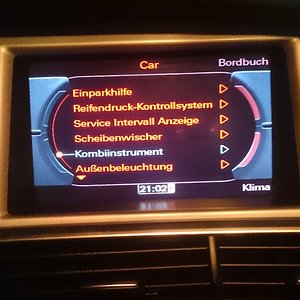 Car
Bordbuch
Einparkhilfe
Reifendruck-Kontrollsystem
Service Intervall Anzeige
Scheibenwischer
Kombiinstrument
Außenbeleuchtung
21:02
Klima